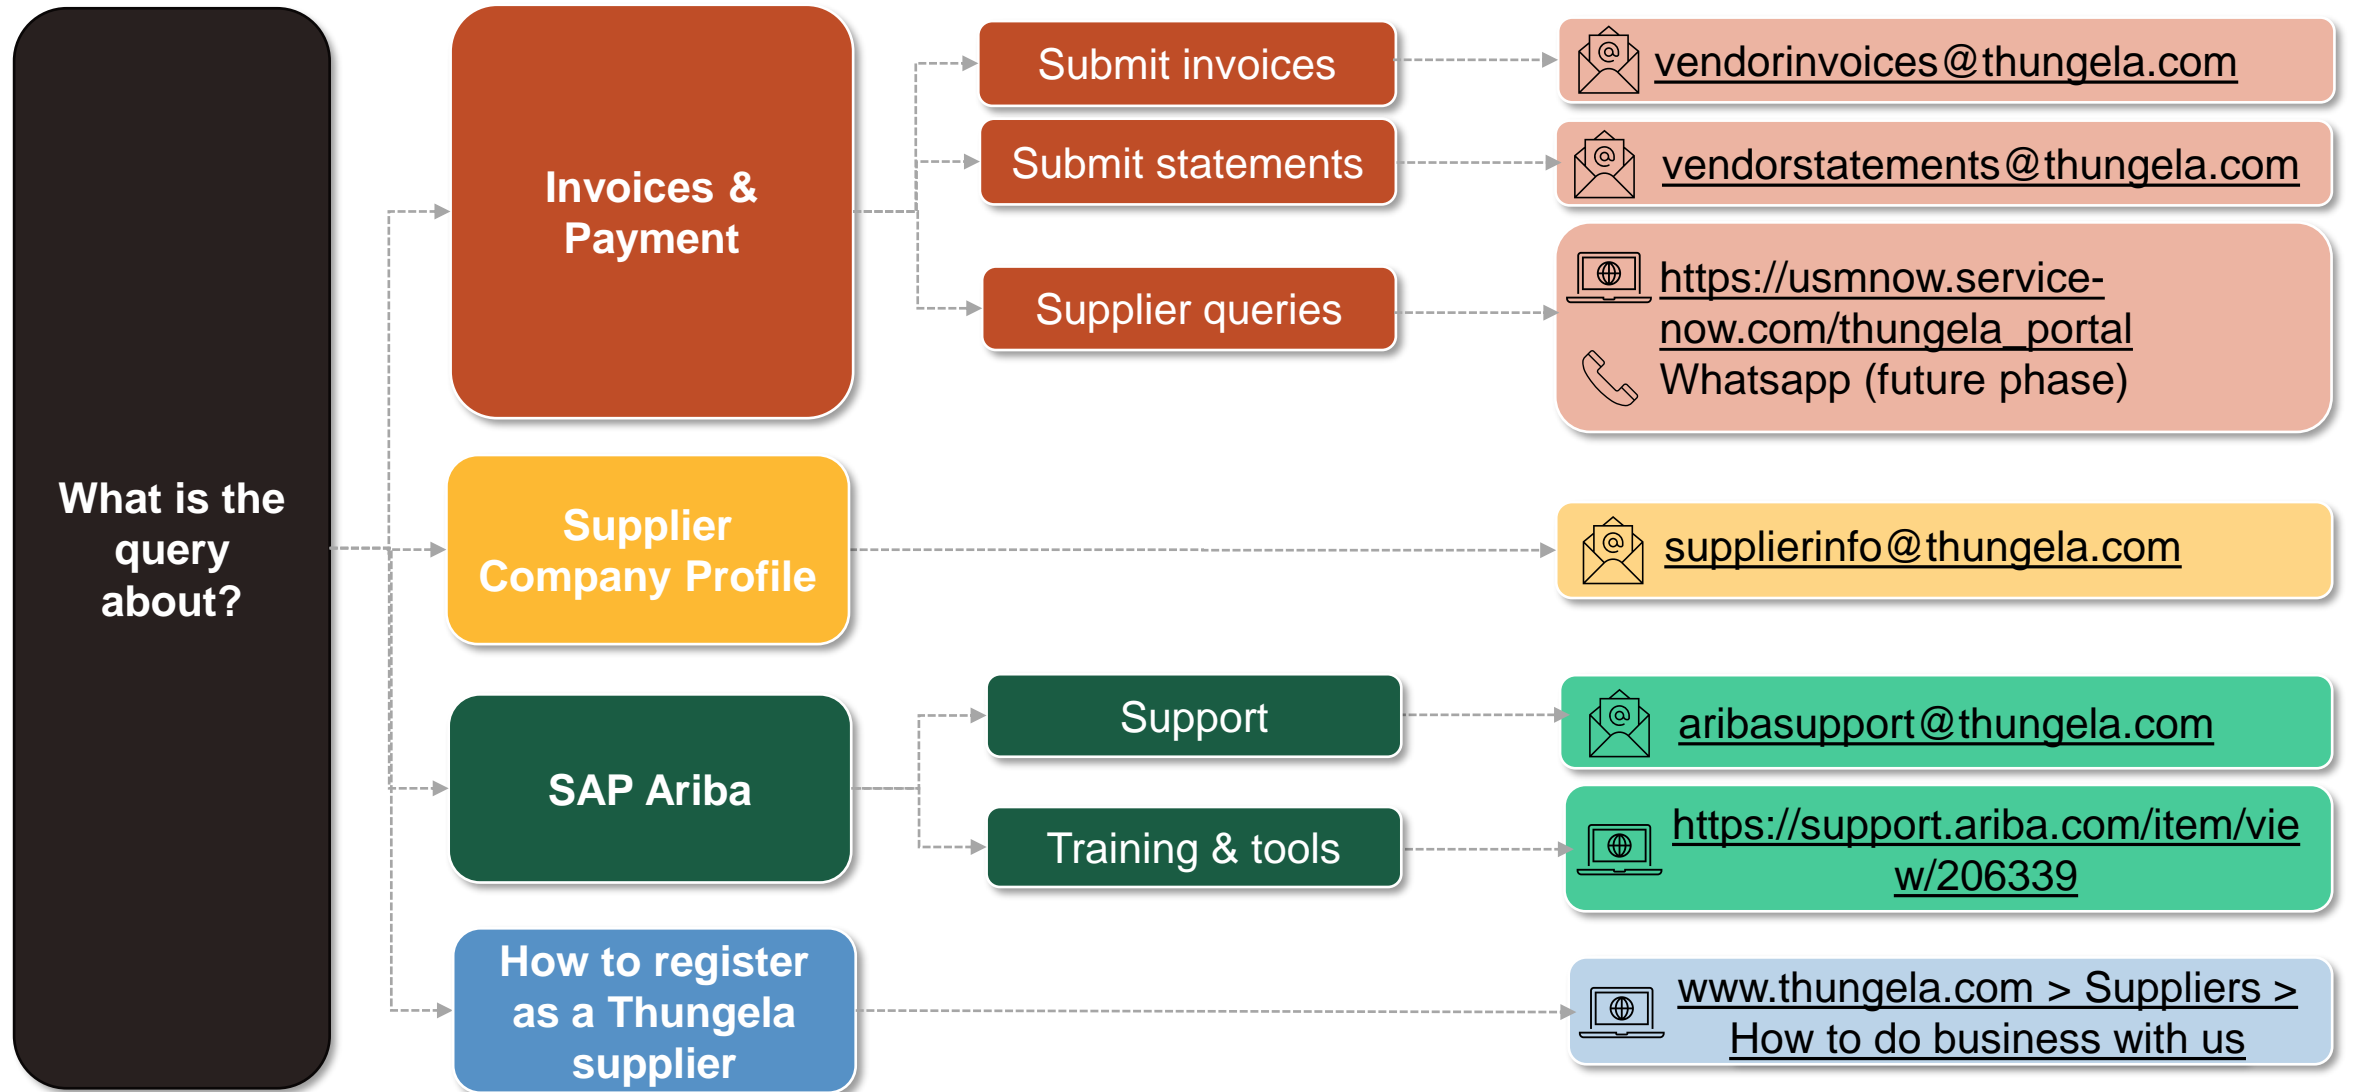 What is the
query
about?
Invoices &
Payment
Submit invoices
vendorinvoices@thungela.com
Submit statements
vendorstatements@thungela.com
Supplier queries
https://usmnow.service-
now.com/thungela_portal
Whatsapp (future phase)
Supplier
Company Profile
supplierinfo@thungela.com
SAP Ariba
Support
aribasupport@thungela.com
Training & tools
https://support.ariba.com/item/vie
w/206339
How to register
as a Thungela
supplier
www.thungela.com > Suppliers >
How to do business with us